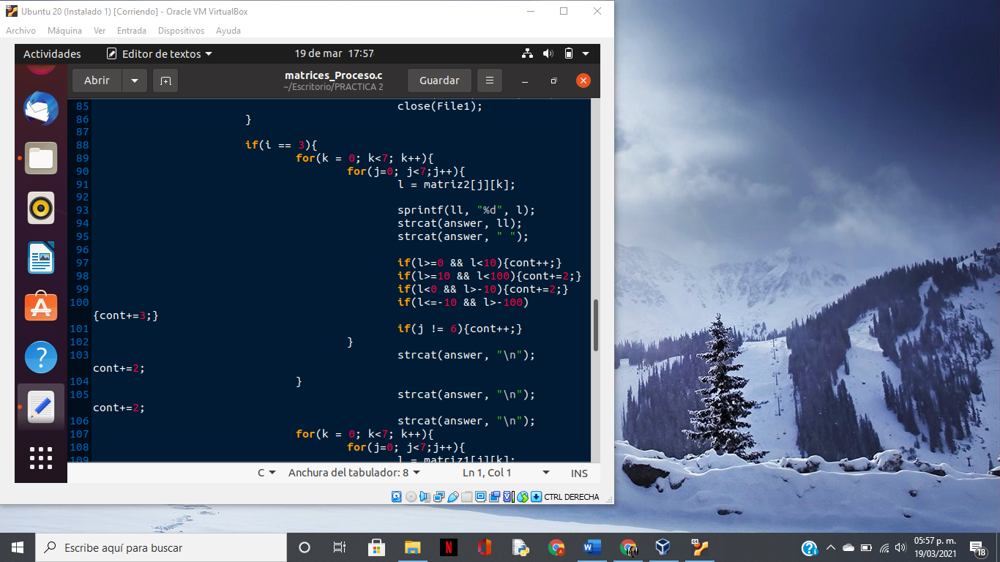 Ubuntu 20 (Instalado 1) [Corriendo] - Oracle VM VirtualBox
Archivo Máquina Ver Entrada Dispositivos Ayuda
Actividades Editor de textos 19 de mar 17:57
Abrir matrices_Proceso.c Guardar
~/Escritorio/PRACTICA 2
85 close(File1);
86 }
87
88 if(i == 3){
89 for(k = 0; k<7; k++){
90 for(j=0; j<7;j++){
91 l = matriz2[j][k];
92
93 sprintf(ll, "%d", l);
94 strcat(answer, ll);
95 strcat(answer, " ");
96
97 if(l>=0 && l<10){cont++;}
98 if(l>=10 && l<100){cont+=2;}
99 if(l<0 && l>-10){cont+=2;}
100 if(l<=-10 && l>-100)
{cont+=3;}
101 if(j != 6){cont++;}
102 }
103 strcat(answer, "\n");
cont+=2;
104 }
105 strcat(answer, "\n");
cont+=2;
106 strcat(answer, "\n");
107 for(k = 0; k<7; k++){
108 for(j=0; j<7;j++){
109 l = matriz1[j][k];
C Anchura del tabulador: 8 Ln 1, Col 1 INS
CTRL DERECHA
Escribe aquí para buscar
05:57 p. m.
19/03/2021
18